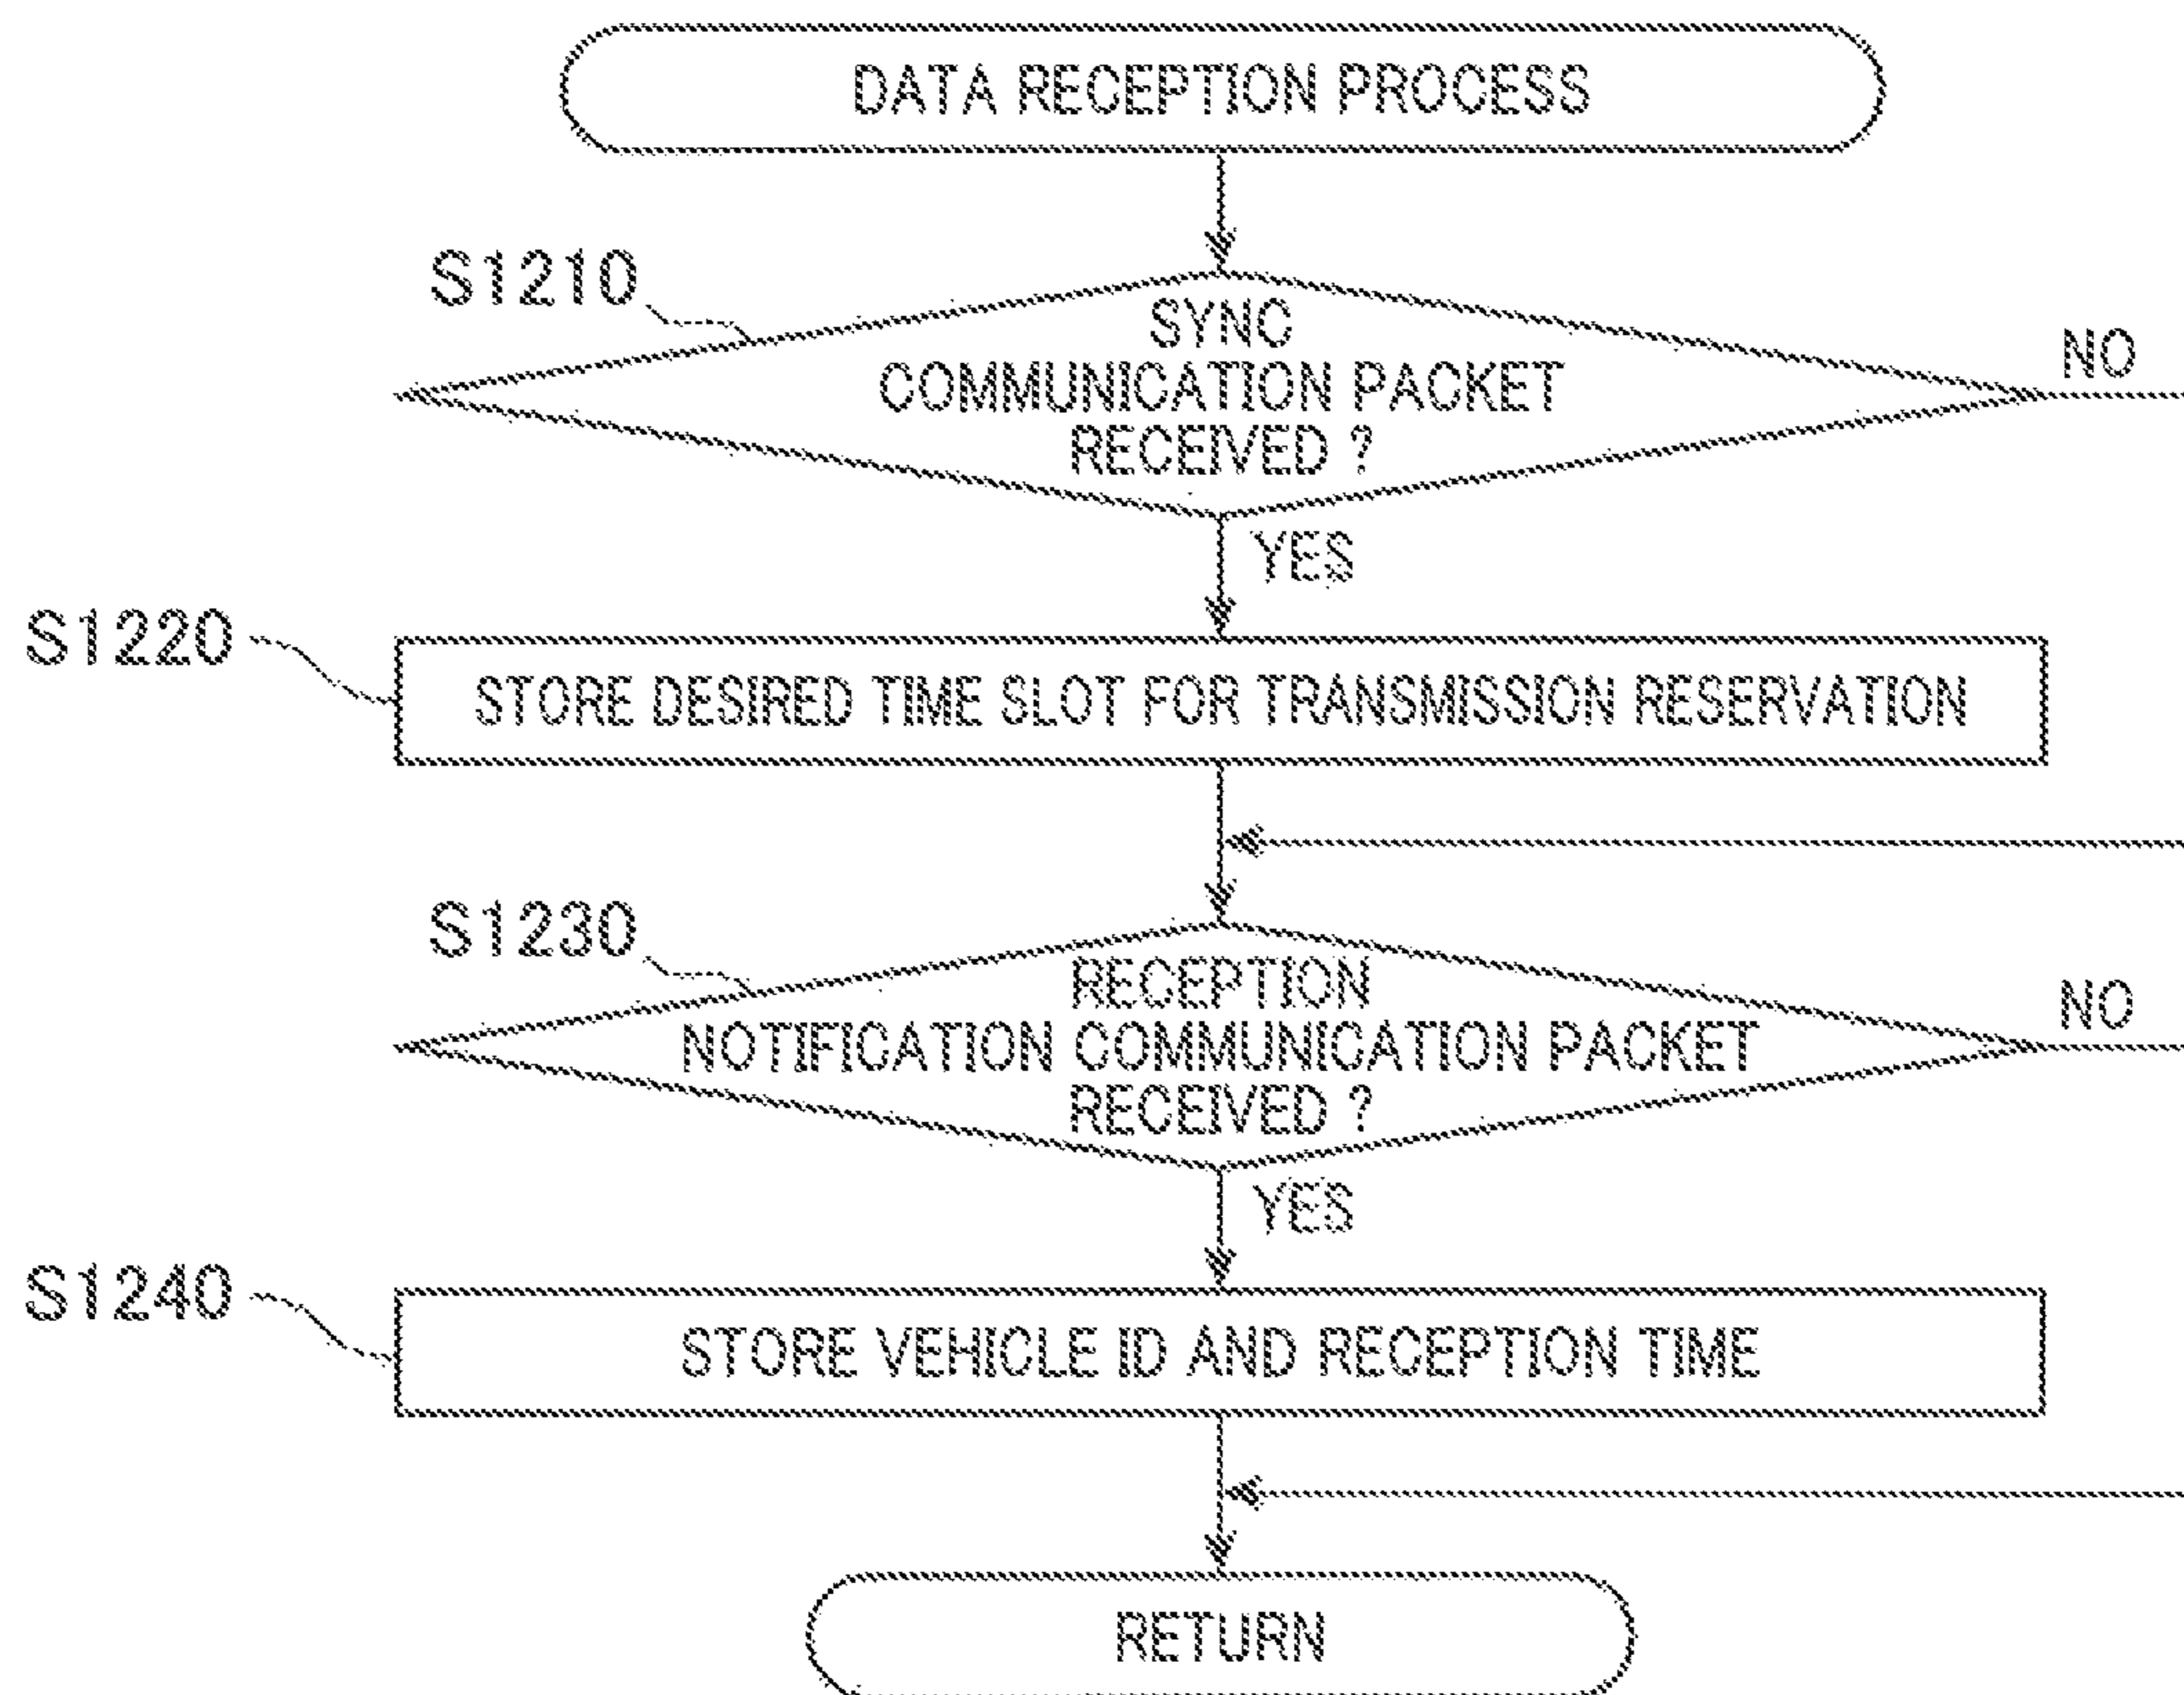 DATA RECEPTION PROCESS
S1210
SYNC
COMMUNICATION PACKET
RECEIVED ?
NO
YES
S1220
STORE DESIRED TIME SLOT FOR TRANSMISSION RESERVATION
S1230
RECEPTION
NOTIFICATION COMMUNICATION PACKET
RECEIVED ?
NO
YES
S1240
STORE VEHICLE ID AND RECEPTION TIME
RETURN